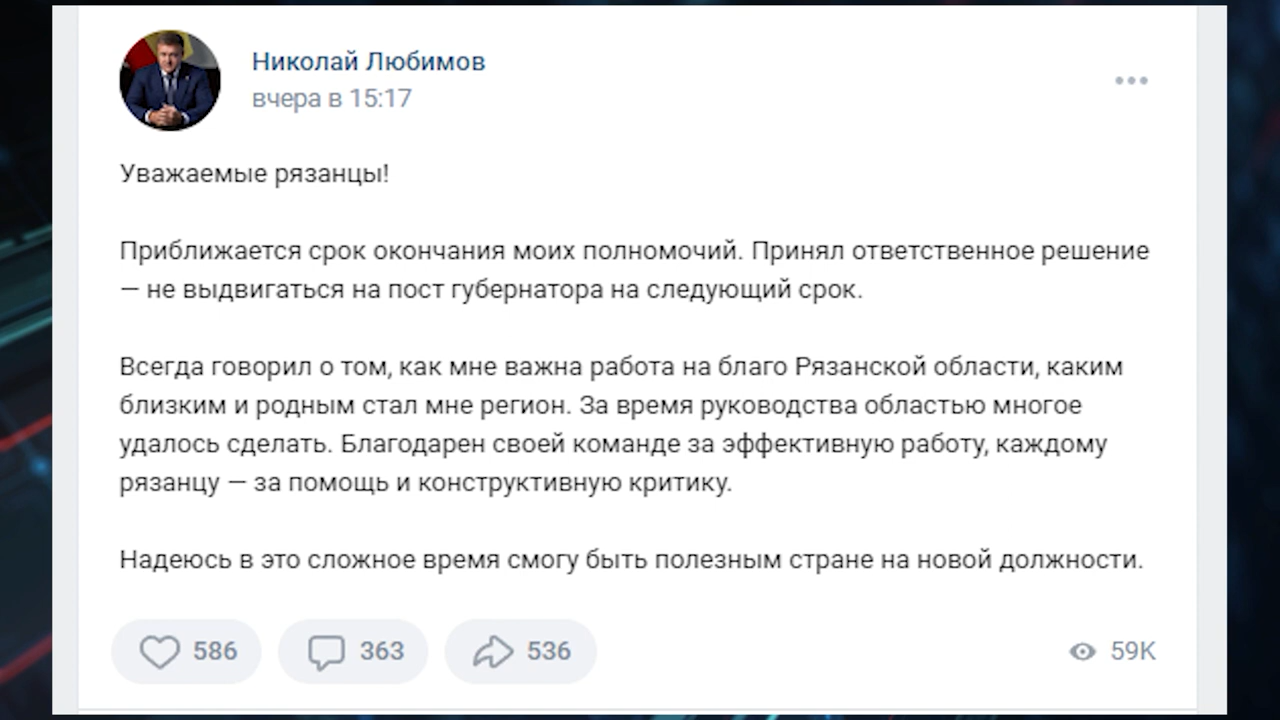 Николай Любимов
вчера в 15:17
Уважаемые рязанцы!
Приближается срок окончания моих полномочий. Принял ответственное решение
— не выдвигаться на пост губернатора на следующий срок.
Всегда говорил о том, как мне важна работа на благо Рязанской области, каким
близким и родным стал мне регион. За время руководства областью многое
удалось сделать. Благодарен своей команде за эффективную работу, каждому
рязанцу — за помощь и конструктивную критику.
Надеюсь в это сложное время смогу быть полезным стране на новой должности.
586 363 536 59K